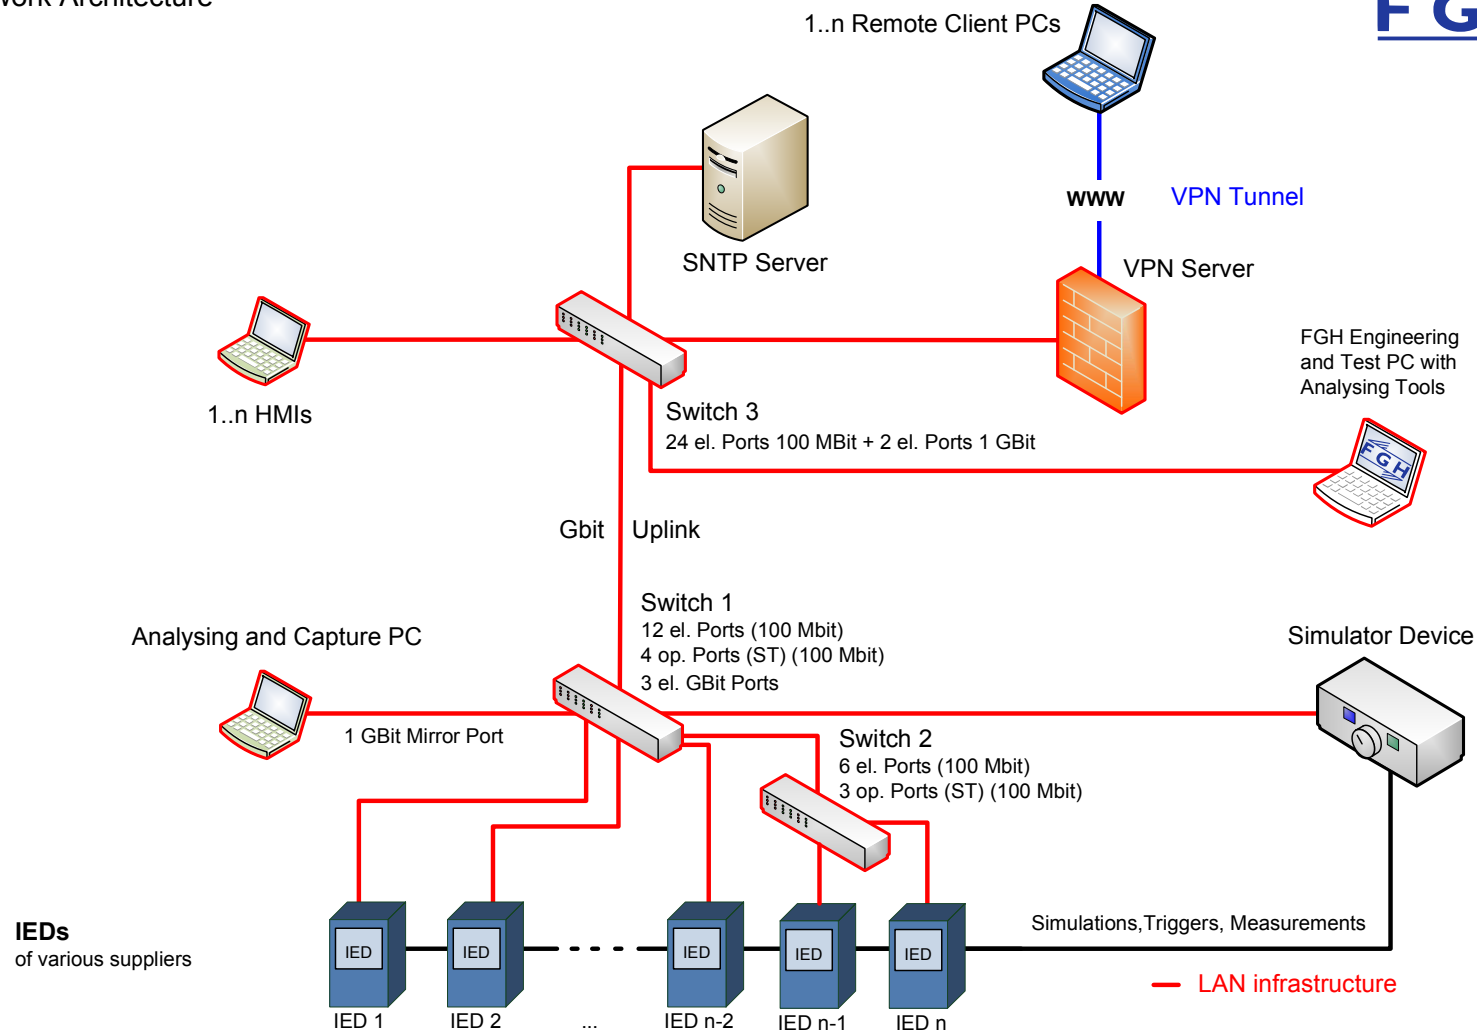 work Architecture
F G
1..n Remote Client PCs
www
VPN Tunnel
SNTP Server
VPN Server
FGH Engineering
and Test PC with
Analysing Tools
1..n HMIs
Switch 3
24 el. Ports 100 MBit + 2 el. Ports 1 GBit
FGH
Gbit Uplink
Switch 1
12 el. Ports (100 Mbit)
4 op. Ports (ST) (100 Mbit)
3 el. GBit Ports
Analysing and Capture PC
Simulator Device
1 GBit Mirror Port
Switch 2
6 el. Ports (100 Mbit)
3 op. Ports (ST) (100 Mbit)
IEDs
of various suppliers
IED
IED
IED
IED
IED
Simulations,Triggers, Measurements
LAN infrastructure
IED 1
IED 2
...
IED n-2
IED n-1
IED n